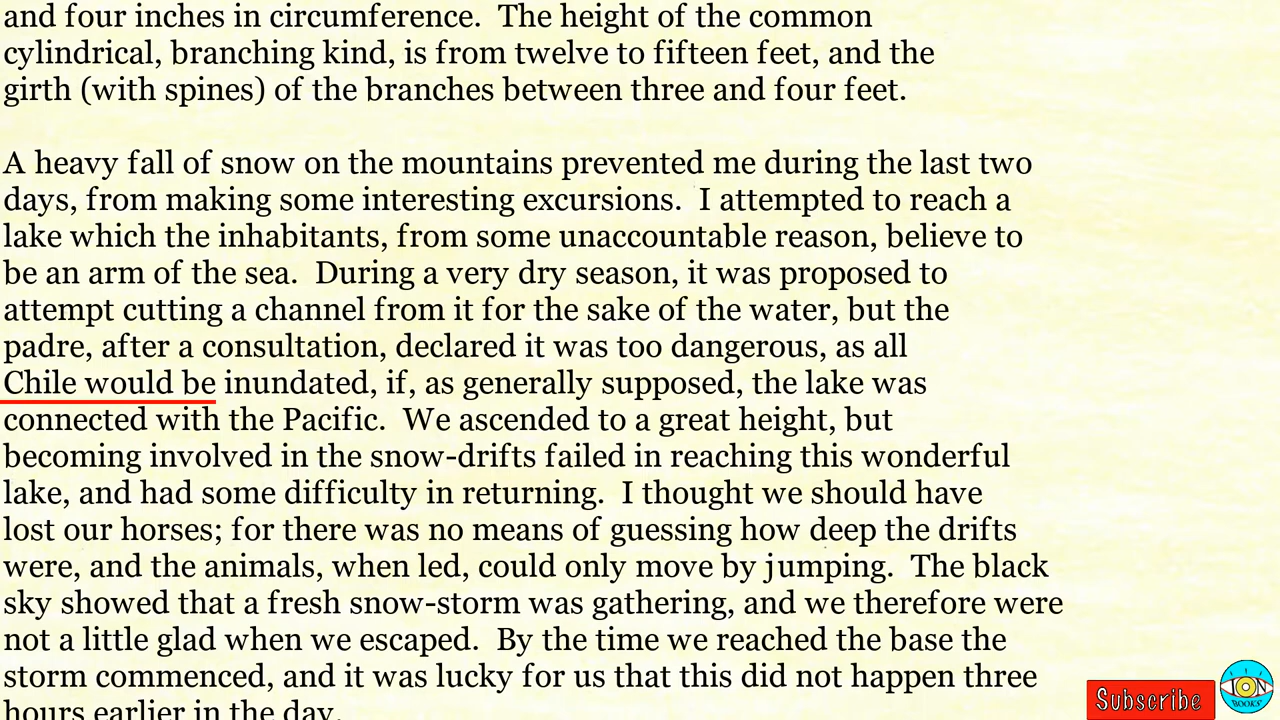 and four inches in circumference.  The height of the common
cylindrical, branching kind, is from twelve to fifteen feet, and the
girth (with spines) of the branches between three and four feet.
A heavy fall of snow on the mountains prevented me during the last two
days, from making some interesting excursions.  I attempted to reach a
lake which the inhabitants, from some unaccountable reason, believe to
be an arm of the sea.  During a very dry season, it was proposed to
attempt cutting a channel from it for the sake of the water, but the
padre, after a consultation, declared it was too dangerous, as all
Chile would be inundated, if, as generally supposed, the lake was
connected with the Pacific.  We ascended to a great height, but
becoming involved in the snow-drifts failed in reaching this wonderful
lake, and had some difficulty in returning.  I thought we should have
lost our horses; for there was no means of guessing how deep the drifts
were, and the animals, when led, could only move by jumping.  The black
sky showed that a fresh snow-storm was gathering, and we therefore were
not a little glad when we escaped.  By the time we reached the base the
storm commenced, and it was lucky for us that this did not happen three
hours earlier in the day.
Subscribe
I
ION
BOOKS